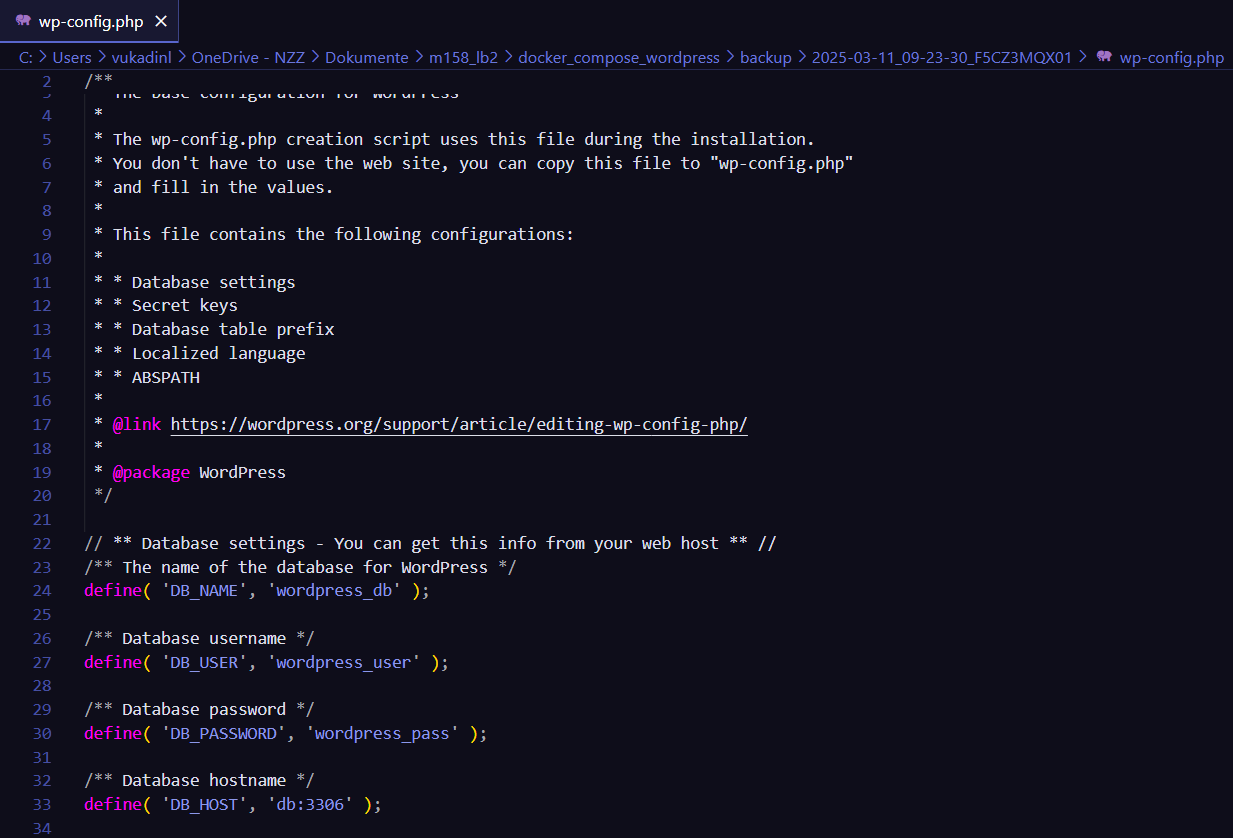 wp-config.php
C: > Users > vukadinl > OneDrive - NZZ > Dokumente > m158_lb2 > docker_compose_wordpress > backup > 2025-03-11_09-23-30_F5CZ3MQX01 > wp-config.php
2 /**
3 * The base configuration for WordPress
4 *
5 * The wp-config.php creation script uses this file during the installation.
6 * You don't have to use the web site, you can copy this file to "wp-config.php"
7 * and fill in the values.
8 *
9 * This file contains the following configurations:
10 *
11 * * Database settings
12 * * Secret keys
13 * * Database table prefix
14 * * Localized language
15 * * ABSPATH
16 *
17 * @link https://wordpress.org/support/article/editing-wp-config-php/
18 *
19 * @package WordPress
20 */
21
22 // ** Database settings - You can get this info from your web host ** //
23 /** The name of the database for WordPress */
24 define( 'DB_NAME', 'wordpress_db' );
25
26 /** Database username */
27 define( 'DB_USER', 'wordpress_user' );
28
29 /** Database password */
30 define( 'DB_PASSWORD', 'wordpress_pass' );
31
32 /** Database hostname */
33 define( 'DB_HOST', 'db:3306' );
34